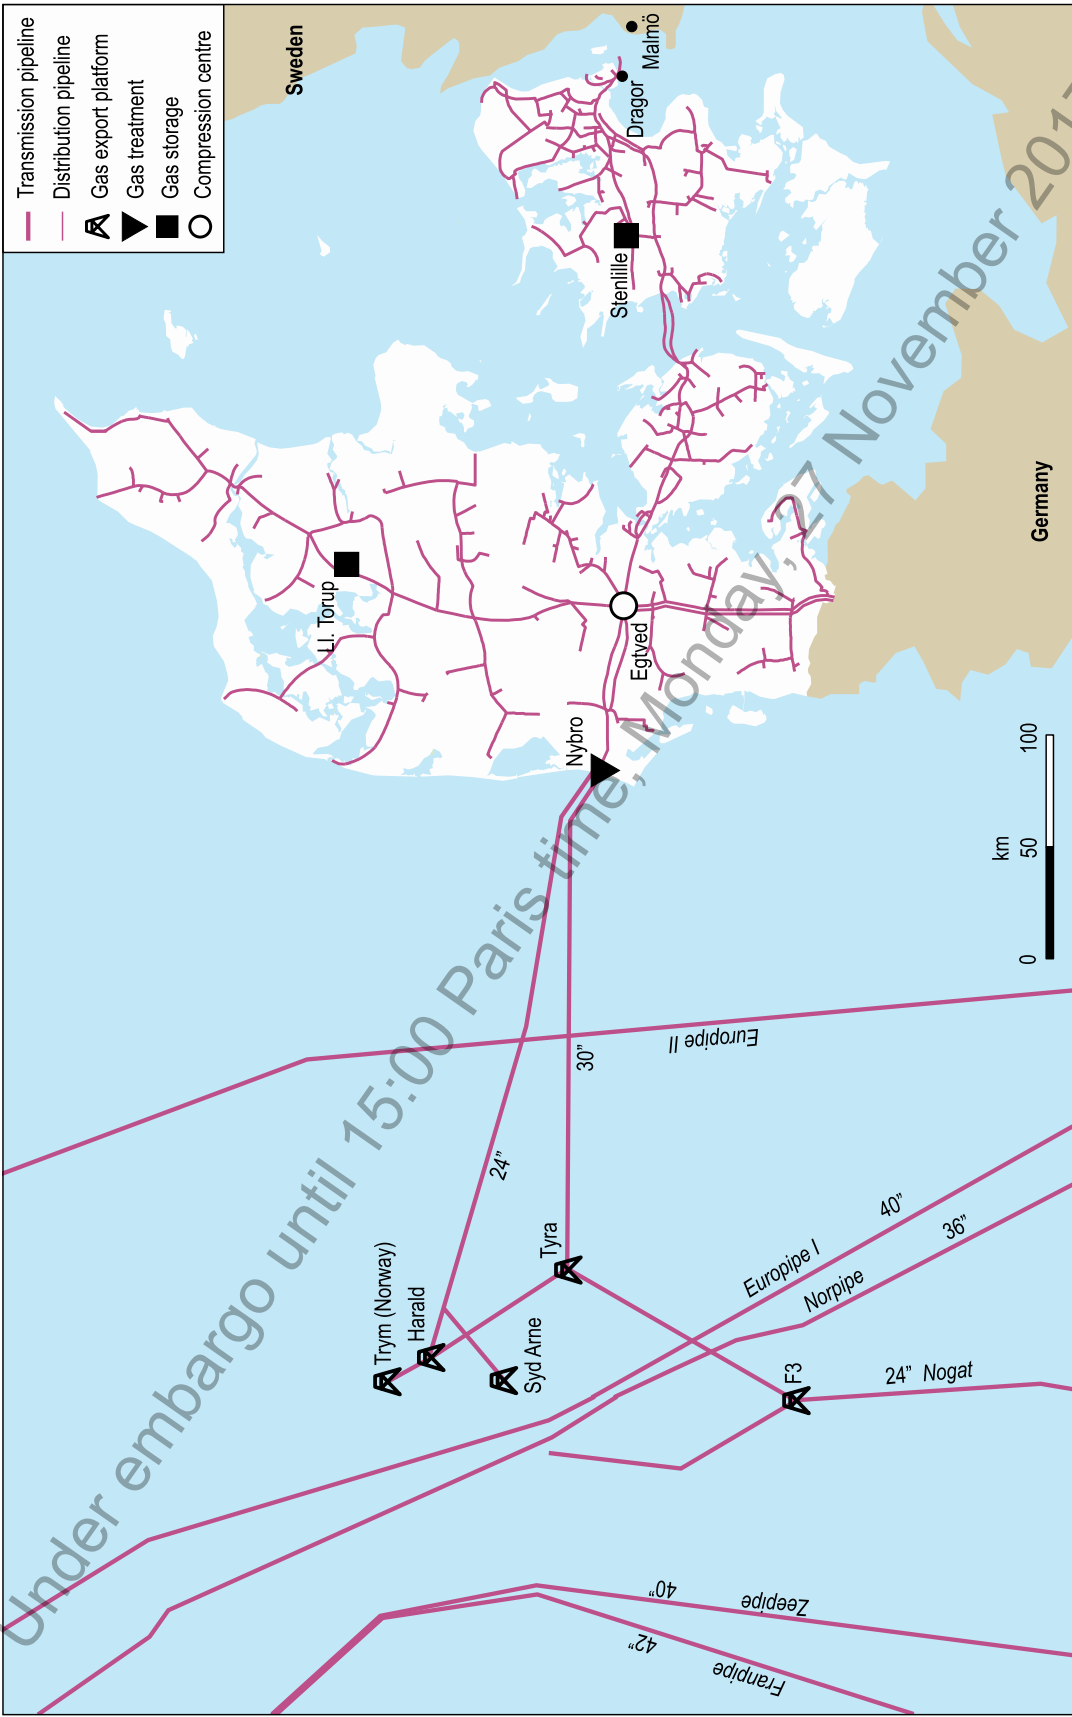 Transmission pipeline
Distribution pipeline
Gas export platform
Gas treatment
Gas storage
Compression centre
Sweden
Malmö
Dragor
Stenlille
Ll. Torup
Egtved
Nybro
Germany
km
0 50 100
Europipe II
30”
24”
Tyra
Trym (Norway)
Harald
Syd Arne
Europipe I
40”
Norpipe
36”
F3
24” Nogat
40”
Zeepipe
42”
Franpipe
Under embargo until 15:00 Paris time, Monday, 27 November 2017